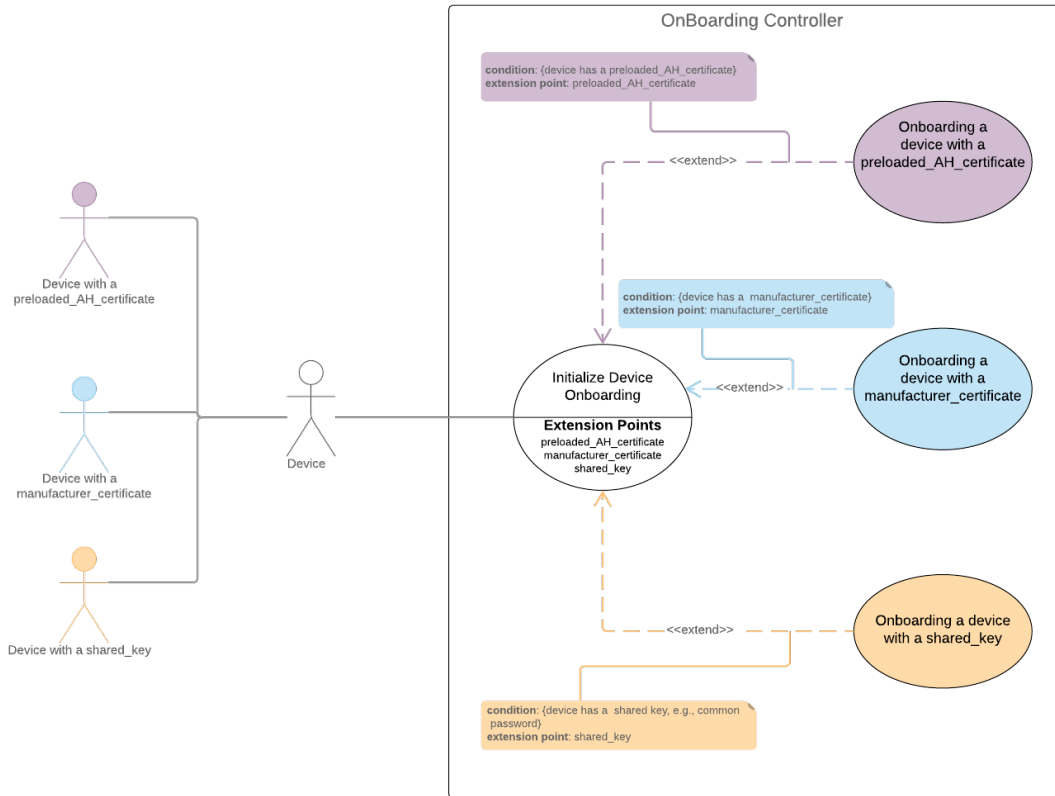 OnBoarding Controller
condition: {device has a preloaded_AH_certificate}
extension point: preloaded_AH_certificate
Onboarding a
device with a
preloaded_AH_certificate
<<extend>>
Device with a
preloaded_AH_certificate
condition: {device has a  manufacturer_certificate}
extension point: manufacturer_certificate
Onboarding a
device with a
manufacturer_certificate
<<extend>>
Initialize Device
Onboarding
Extension Points
preloaded_AH_certificate
manufacturer_certificate
shared_key
Device
Device with a
manufacturer_certificate
<<extend>>
Onboarding a device
with a shared_key
Device with a shared_key
condition: {device has a  shared key, e.g., common
password}
extension point: shared_key